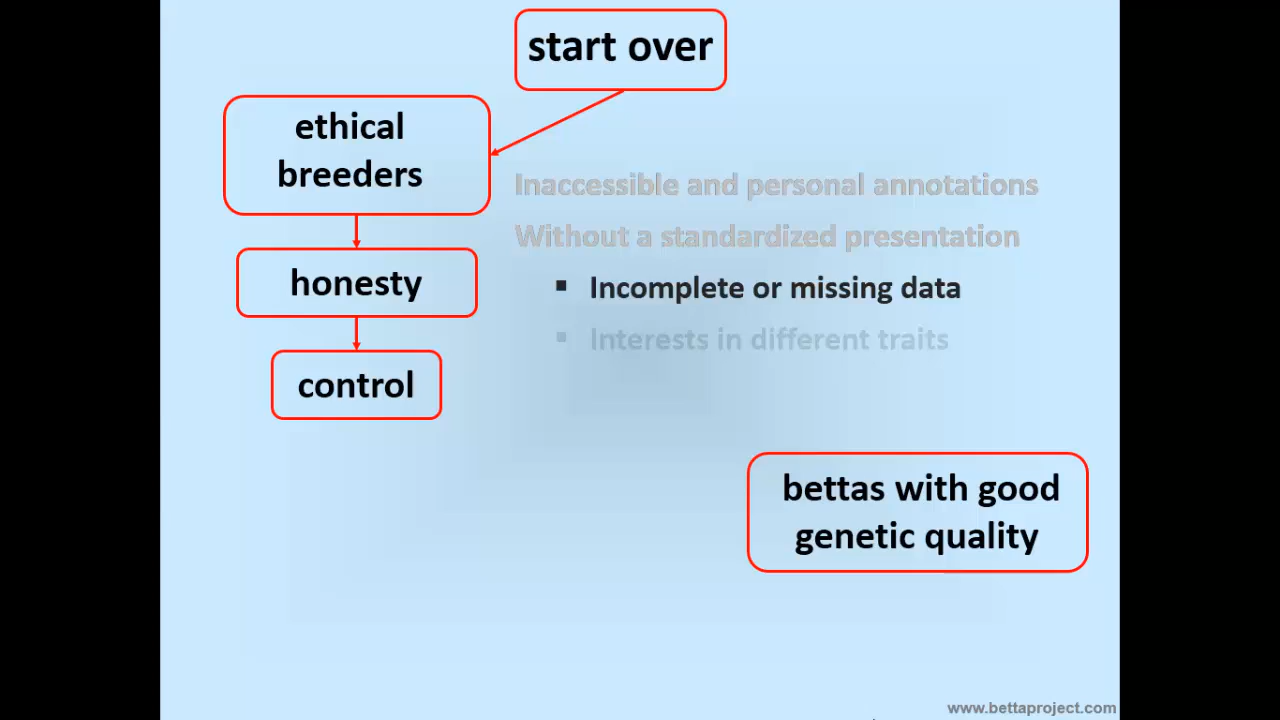 start over
ethical
breeders
Inaccessible and personal annotations
Without a standardized presentation
honesty
▪ Incomplete or missing data
▪ Interests in different traits
control
bettas with good
genetic quality
www.bettaproject.com